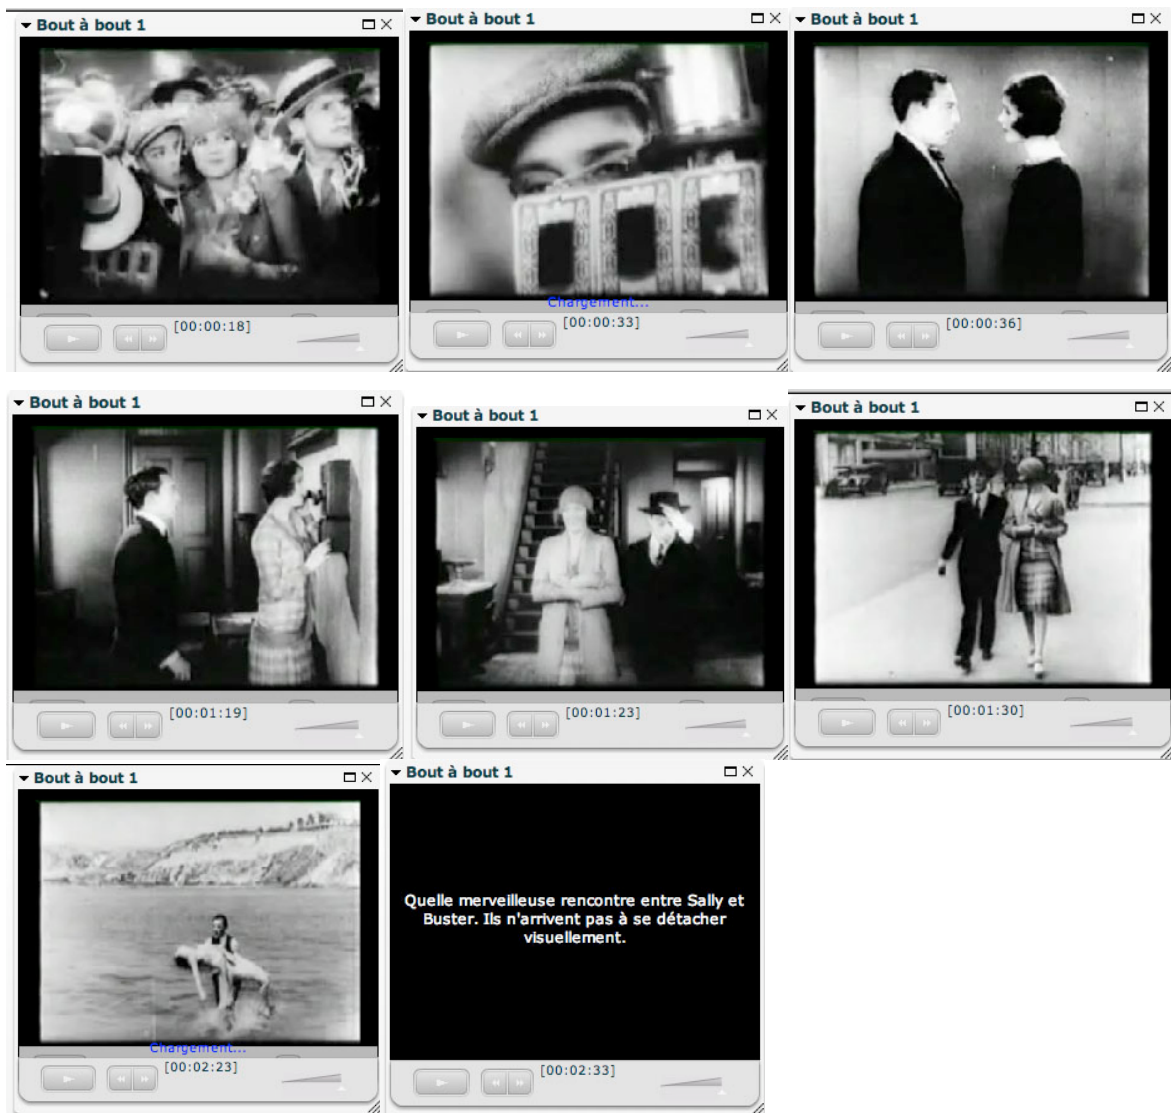 Bout à bout 1
[00:00:18]
Bout à bout 1
Chargement...
[00:00:33]
Bout à bout 1
[00:00:36]
Bout à bout 1
[00:01:19]
Bout à bout 1
[00:01:23]
Bout à bout 1
[00:01:30]
Bout à bout 1
Chargement...
[00:02:23]
Bout à bout 1
Quelle merveilleuse rencontre entre Sally et
Buster. Ils n'arrivent pas à se détacher
visuellement.
[00:02:33]